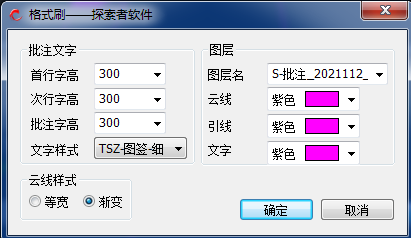 格式刷——探索者软件
批注文字
首行字高 300
次行字高 300
批注字高 300
文字样式 TSZ-图签-细
图层
图层名 S-批注_2021112_
云线 紫色
引线 紫色
文字 紫色
云线样式
等宽 渐变
确定 取消